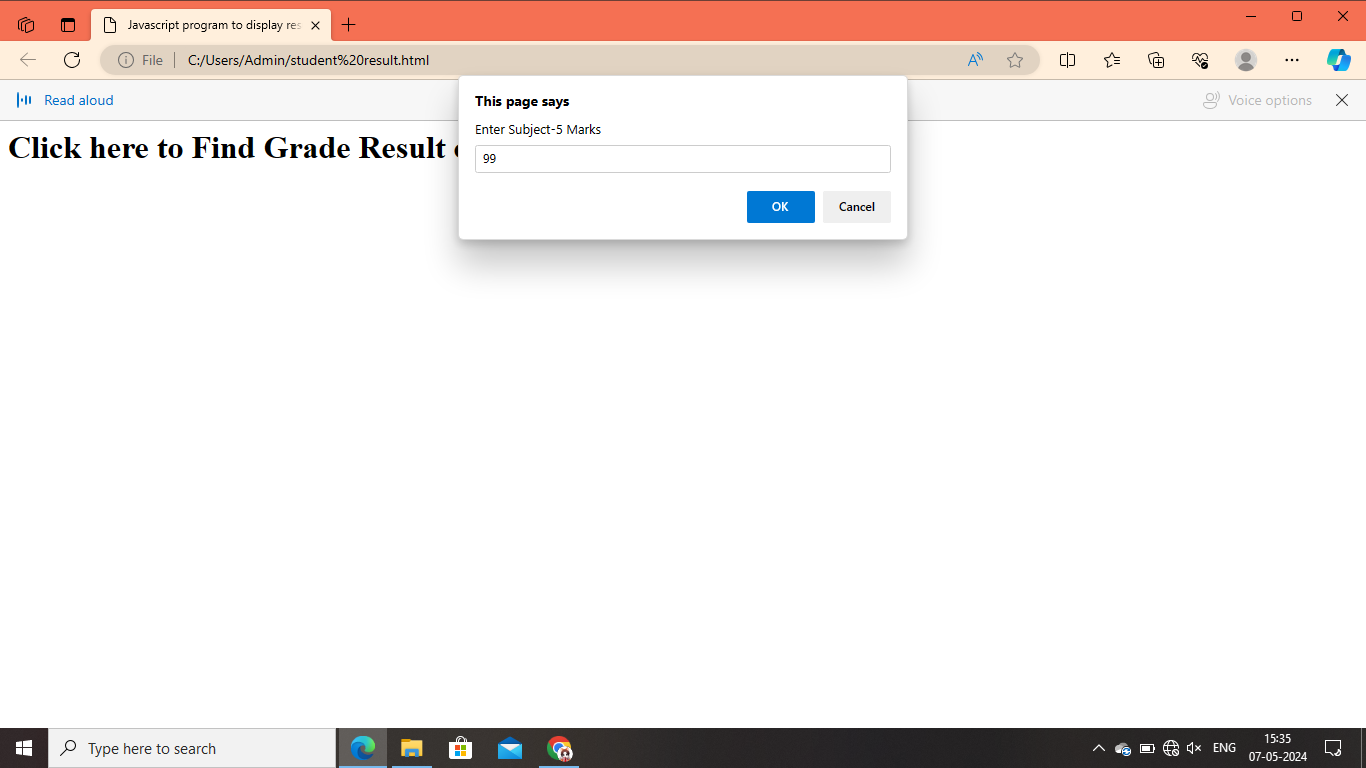 Javascript program to display res
File
C:/Users/Admin/student%20result.html
Read aloud
Voice options
This page says
Enter Subject-5 Marks
99
OK
Cancel
Click here to Find Grade Result
Type here to search
ENG
15:35
07-05-2024